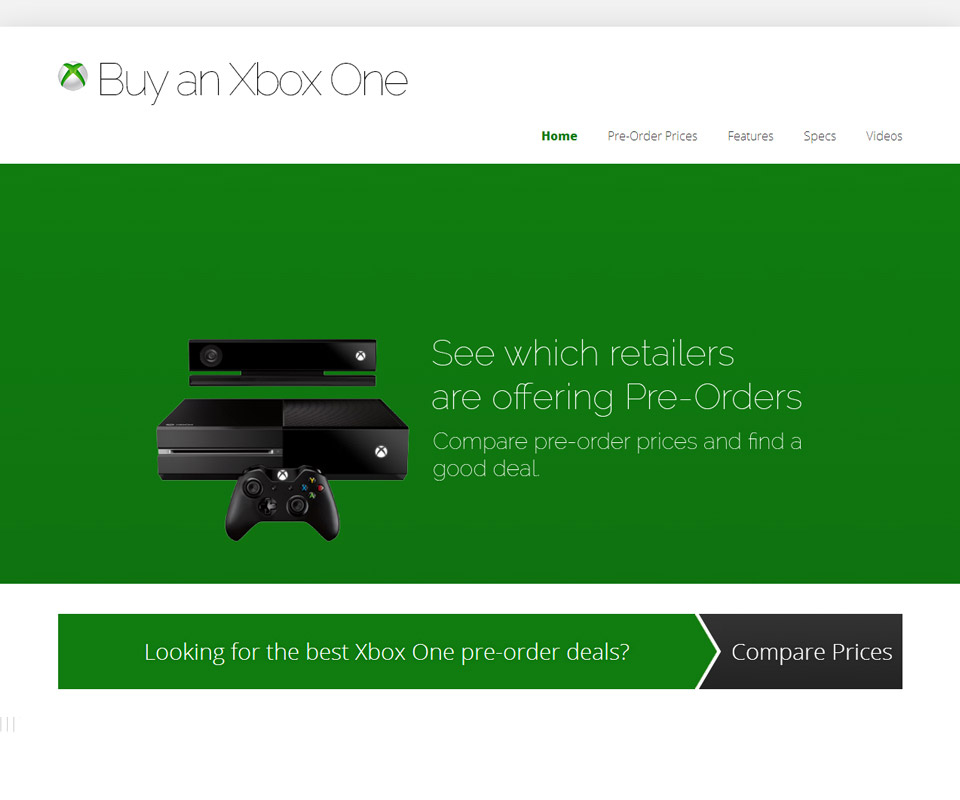 Buy an Xbox One
Home Pre-Order Prices Features Specs Videos
See which retailers
are offering Pre-Orders
Compare pre-order prices and find a
good deal.
Looking for the best Xbox One pre-order deals? Compare Prices
| | |